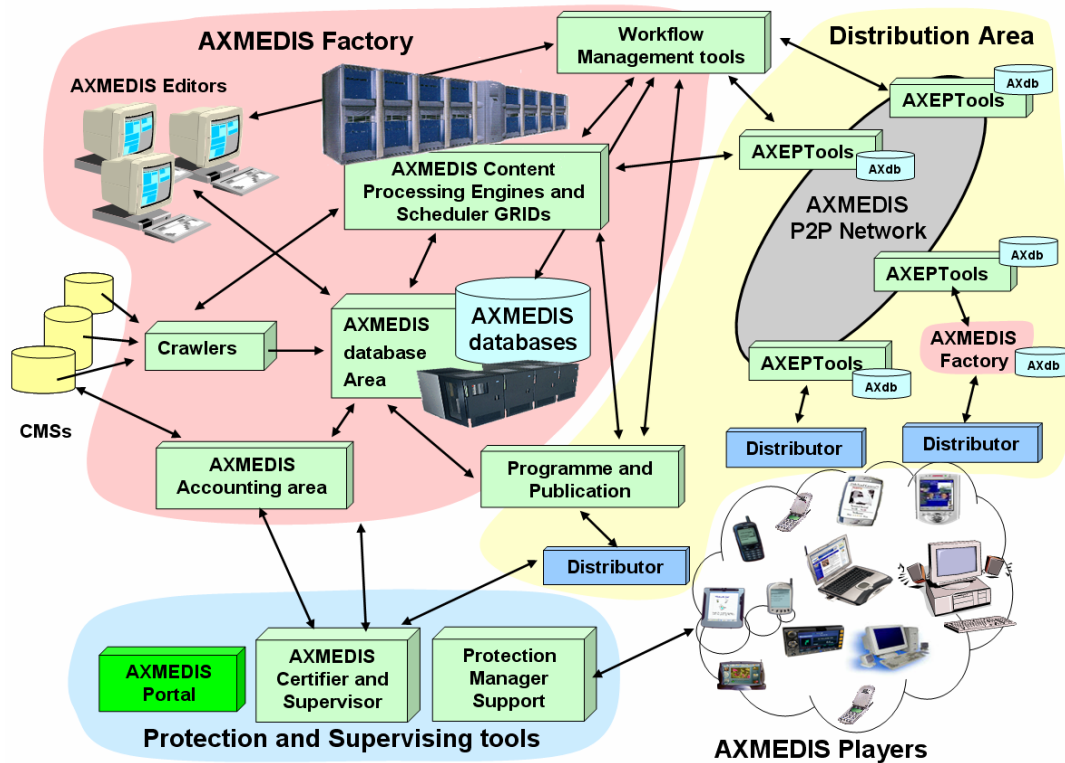 AXMEDIS Factory
Workflow
Management tools
Distribution Area
AXMEDIS Editors
AXEPTools
AXdb
AXEPTools
AXdb
AXMEDIS Content
Processing Engines and
Scheduler GRIDs
AXMEDIS
P2P Network
AXEPTools
AXdb
CMSs
Crawlers
AXMEDIS
database
Area
AXMEDIS
databases
AXEPTools
AXdb
AXMEDIS
Factory
AXdb
Distributor
Distributor
AXMEDIS
Accounting area
Programme and
Publication
Distributor
AXMEDIS
Portal
AXMEDIS
Certifier and
Supervisor
Protection
Manager
Support
Protection and Supervising tools
AXMEDIS Players